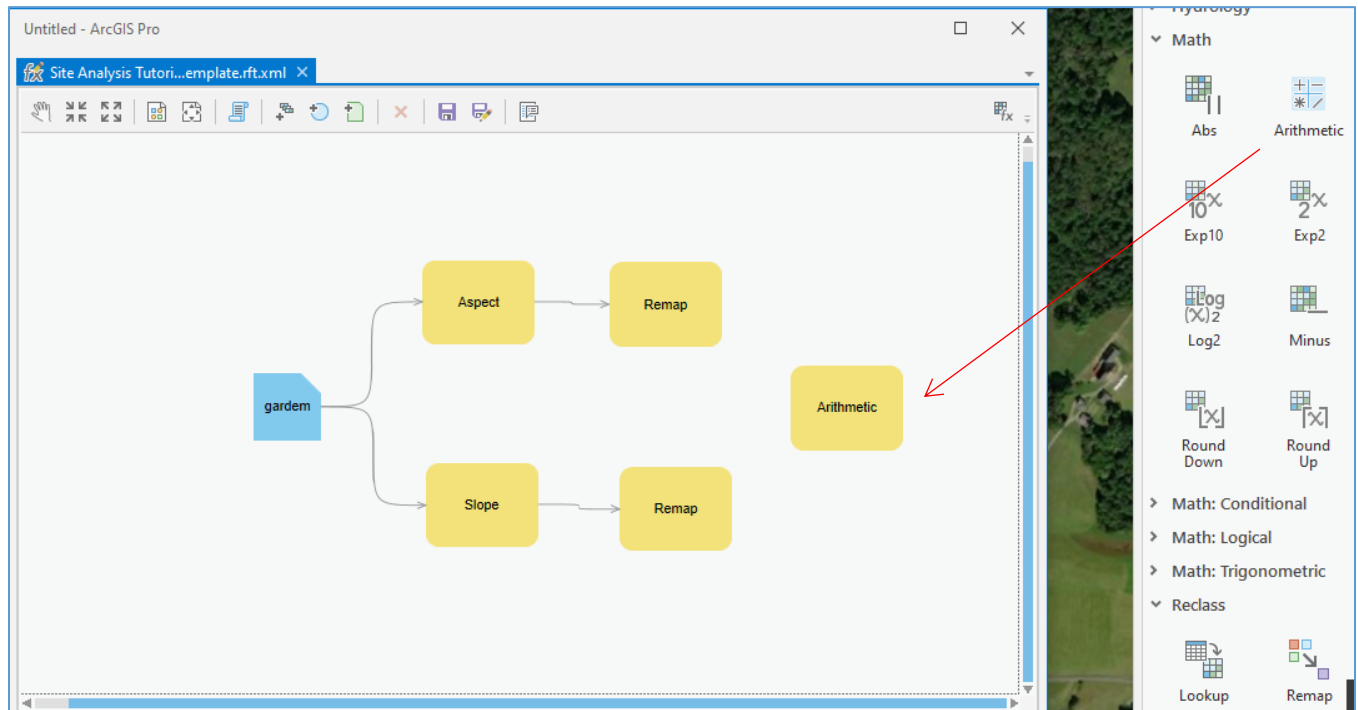 Untitled - ArcGIS Pro
Site Analysis Tutori...emplate.rft.xml
Aspect
Remap
gardem
Arithmetic
Slope
Remap
Hydrology
Math
Abs
Arithmetic
Exp10
Exp2
Log2
Minus
Round
Down
Round
Up
Math: Conditional
Math: Logical
Math: Trigonometric
Reclass
Lookup
Remap